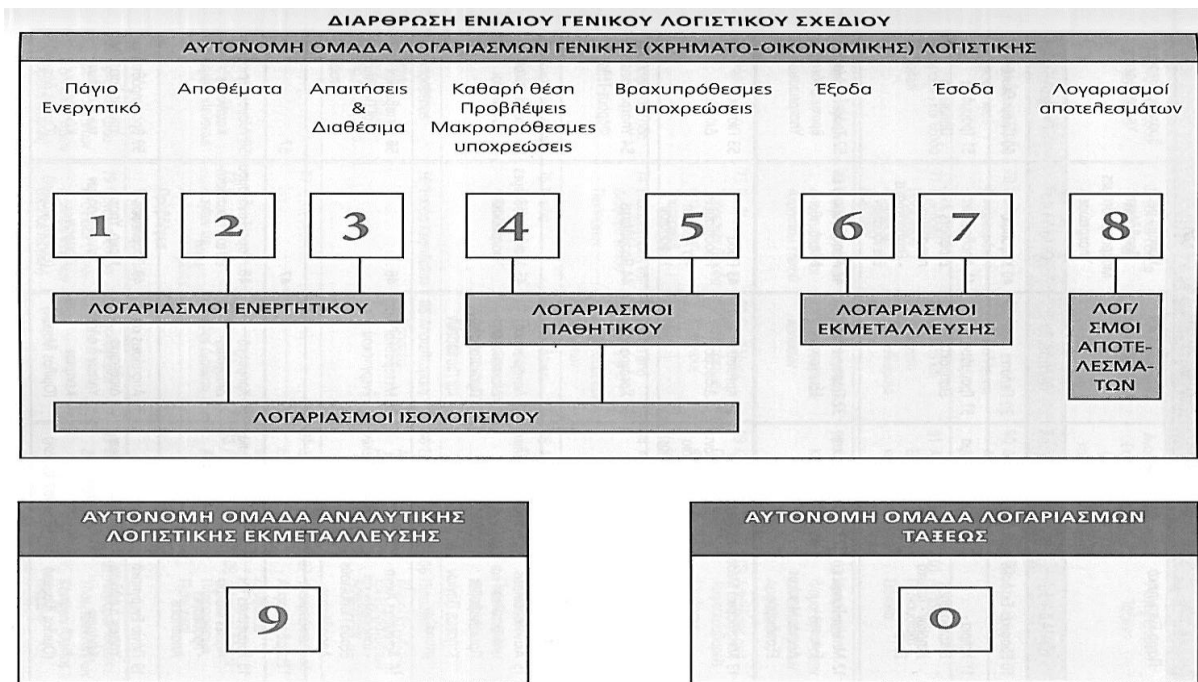 ΔΙΑΡΘΡΩΣΗ ΕΝΙΑΙΟΥ ΓΕΝΙΚΟΥ ΛΟΓΙΣΤΙΚΟΥ ΣΧΕΔΙΟΥ
ΑΥΤΟΝΟΜΗ ΟΜΑΔΑ ΛΟΓΑΡΙΑΣΜΩΝ ΓΕΝΙΚΗΣ (ΧΡΗΜΑΤΟ-ΟΙΚΟΝΟΜΙΚΗΣ) ΛΟΓΙΣΤΙΚΗΣ
Πάγιο
Ενεργητικό
Αποθέματα
Απαιτήσεις
&
Διαθέσιμα
Καθαρή θέση
Προβλέψεις
Μακροπρόθεσμες
υποχρεώσεις
Βραχυπρόθεσμες
υποχρεώσεις
Έξοδα
Έσοδα
Λογαριασμοί
αποτελεσμάτων
1 2 3 4 5 6 7 8
ΛΟΓΑΡΙΑΣΜΟΙ ΕΝΕΡΓΗΤΙΚΟΥ
ΛΟΓΑΡΙΑΣΜΟΙ
ΠΑΘΗΤΙΚΟΥ
ΛΟΓΑΡΙΑΣΜΟΙ
ΕΚΜΕΤΑΛΛΕΥΣΗΣ
ΛΟΓ/
ΣΜΟΙ
ΑΠΟΤΕ-
ΛΕΣΜΑ-
ΤΩΝ
ΛΟΓΑΡΙΑΣΜΟΙ ΙΣΟΛΟΓΙΣΜΟΥ
ΑΥΤΟΝΟΜΗ ΟΜΑΔΑ ΑΝΑΛΥΤΙΚΗΣ
ΛΟΓΙΣΤΙΚΗΣ ΕΚΜΕΤΑΛΛΕΥΣΗΣ
9
ΑΥΤΟΝΟΜΗ ΟΜΑΔΑ ΛΟΓΑΡΙΑΣΜΩΝ
ΤΑΞΕΩΣ
0